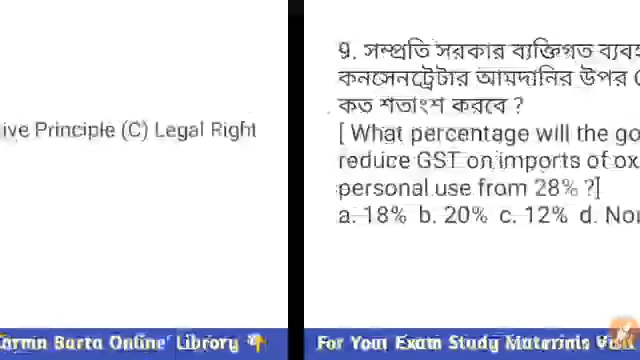 ive Principle (C) Legal Right
9. সম্প্রতি সরকার ব্যক্তিগত
কনসেনট্রেটার আমদানির উপর
কত শতাংশ করবে ?
[ What percentage will the go
reduce GST on imports of ox
personal use from 28% ?]
a. 18% b. 20% c. 12% d. No
Karmin Barta Online' Library
For Your Exam Study Materials Visit